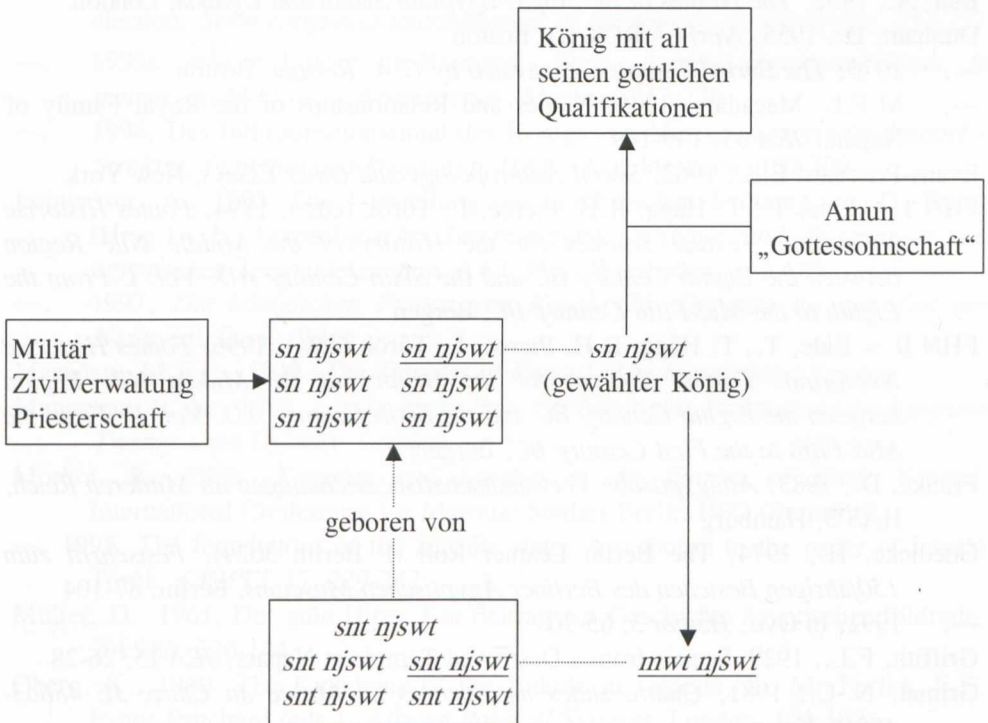 König mit all
seinen göttlichen
Qualifikationen
Amun
„Gottessohnschaft“
Militär
Zivilverwaltung
Priesterschaft
sn njswt sn njswt
sn njswt sn njswt
sn njswt sn njswt
sn njswt
(gewählter König)
geboren von
snt njswt
snt njswt snt njswt
snt njswt snt njswt
mwt njswt